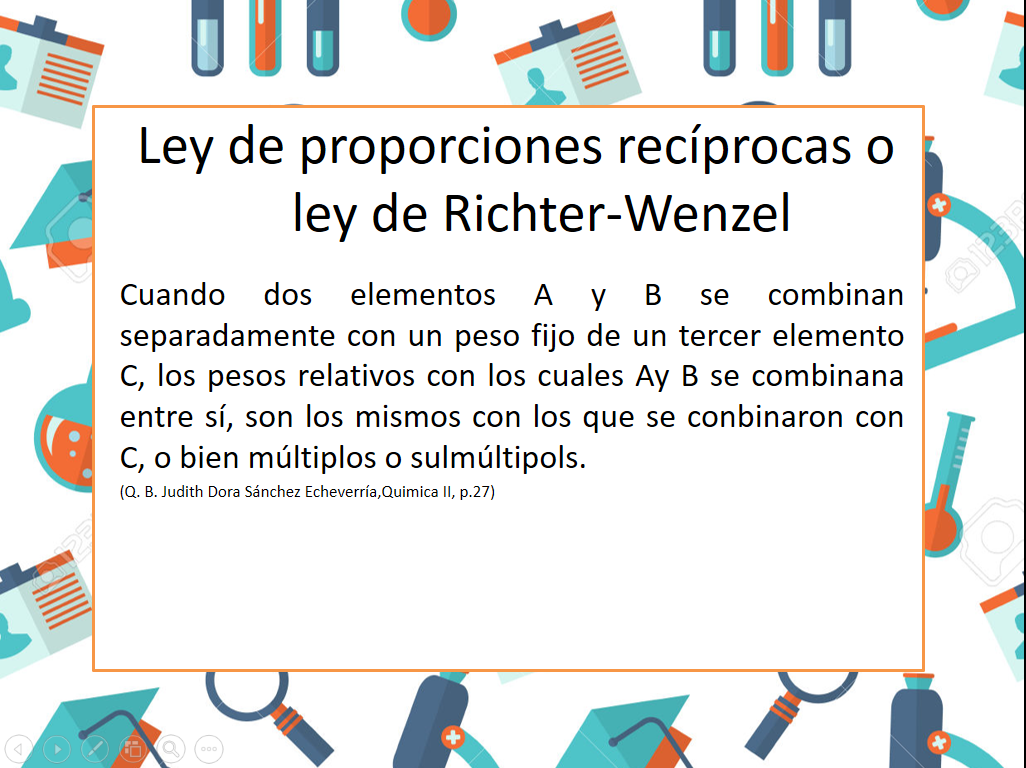 Ley de proporciones recíprocas o
ley de Richter-Wenzel
Cuando dos elementos A y B se combinan
separadamente con un peso fijo de un tercer elemento
C, los pesos relativos con los cuales Ay B se combinana
entre sí, son los mismos con los que se conbinaron con
C, o bien múltiplos o sulmúltipols.
(Q. B. Judith Dora Sánchez Echeverría,Quimica II, p.27)